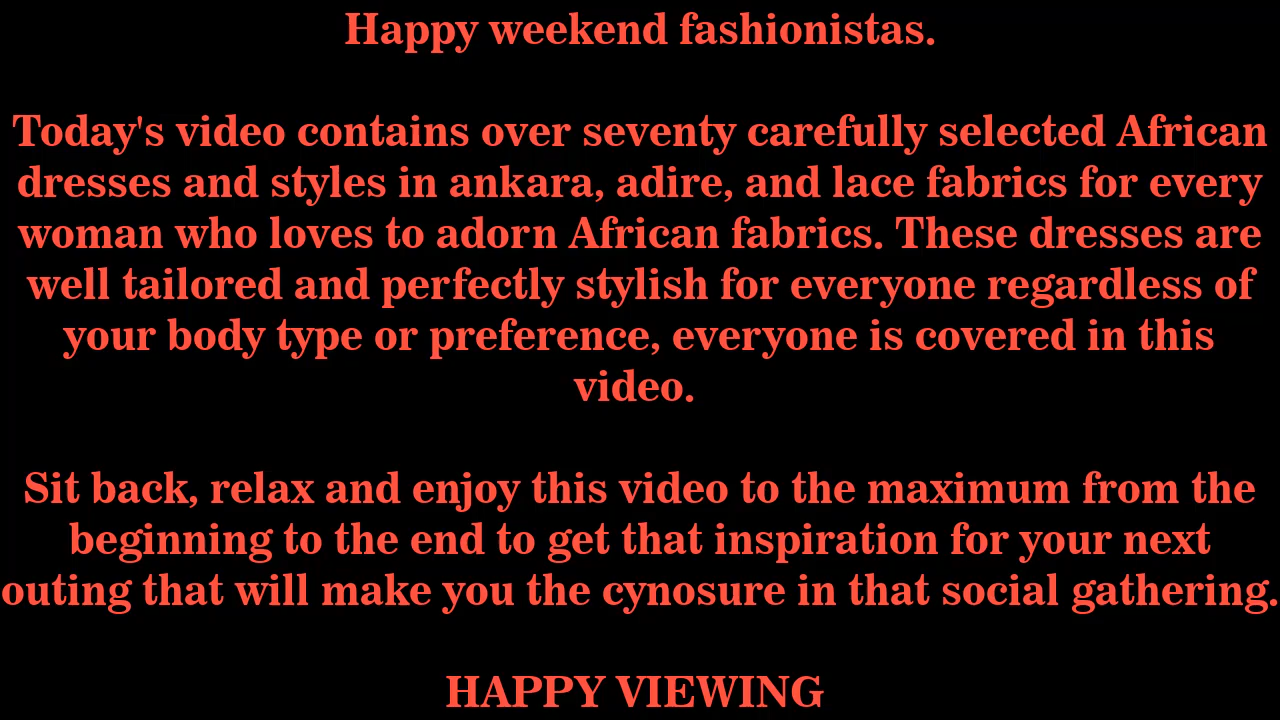 Happy weekend fashionistas.
Today's video contains over seventy carefully selected African
dresses and styles in ankara, adire, and lace fabrics for every
woman who loves to adorn African fabrics. These dresses are
well tailored and perfectly stylish for everyone regardless of
your body type or preference, everyone is covered in this
video.
Sit back, relax and enjoy this video to the maximum from the
beginning to the end to get that inspiration for your next
outing that will make you the cynosure in that social gathering.
HAPPY VIEWING